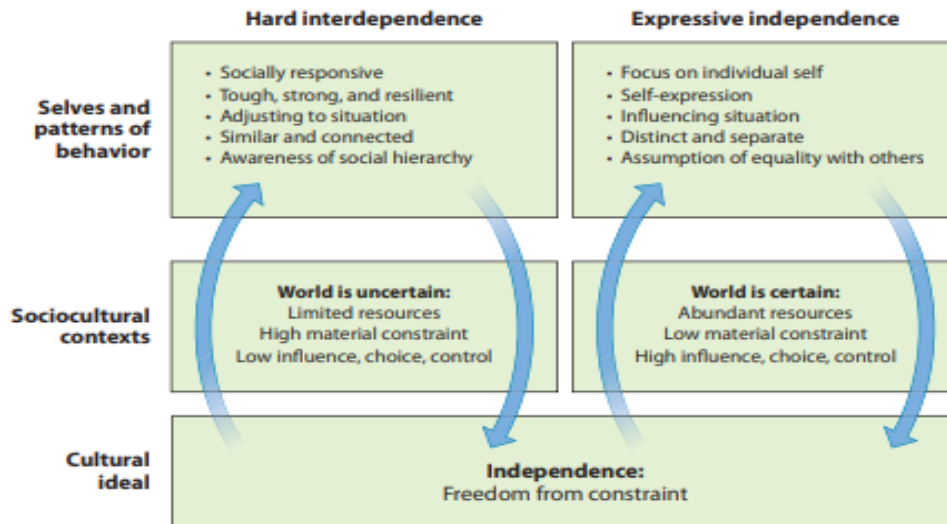 Hard interdependence
Expressive independence
Selves and
patterns of
behavior
• Socially responsive
• Tough, strong, and resilient
• Adjusting to situation
• Similar and connected
• Awareness of social hierarchy
• Focus on individual self
• Self-expression
• Influencing situation
• Distinct and separate
• Assumption of equality with others
Sociocultural
contexts
World is uncertain:
Limited resources
High material constraint
Low influence, choice, control
World is certain:
Abundant resources
Low material constraint
High influence, choice, control
Cultural
ideal
Independence:
Freedom from constraint